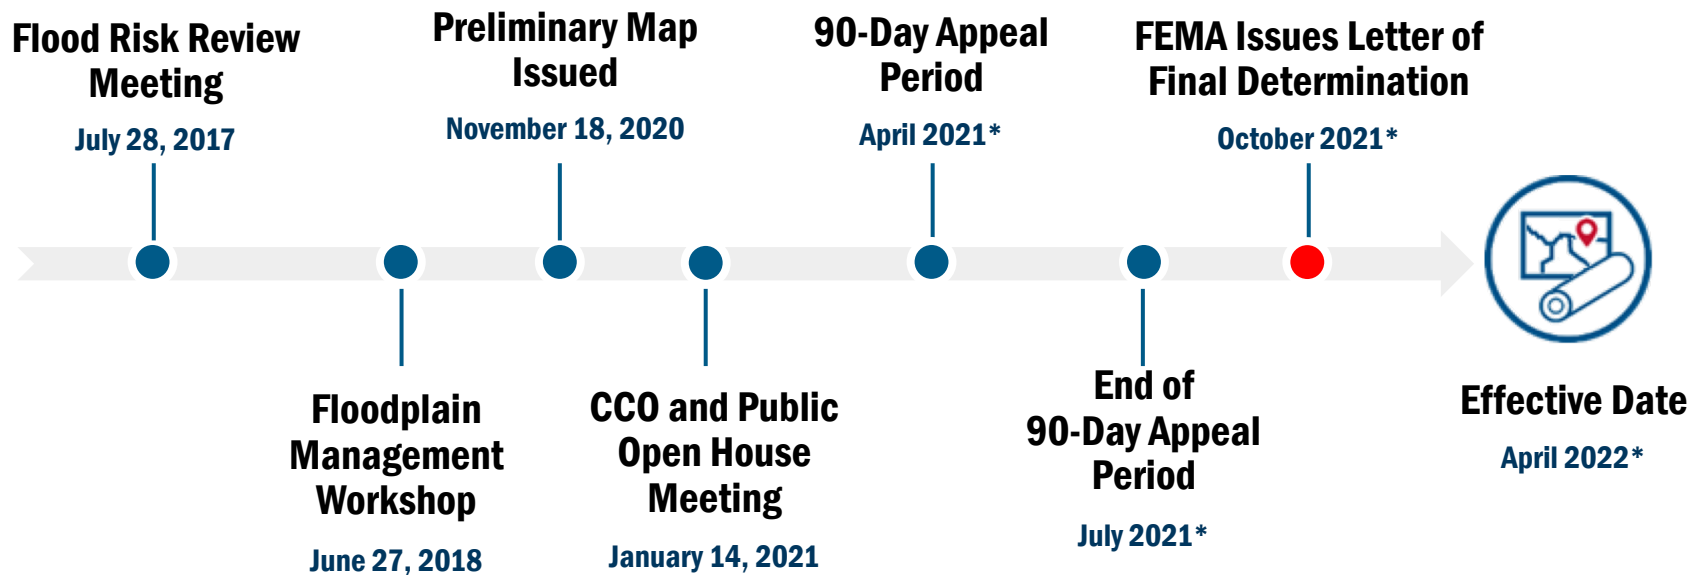 Flood Risk Review
Meeting
July 28, 2017
Preliminary Map
Issued
November 18, 2020
90-Day Appeal
Period
April 2021*
FEMA Issues Letter of
Final Determination
October 2021*
Floodplain
Management
Workshop
June 27, 2018
CCO and Public
Open House
Meeting
January 14, 2021
End of
90-Day Appeal
Period
July 2021*
Effective Date
April 2022*